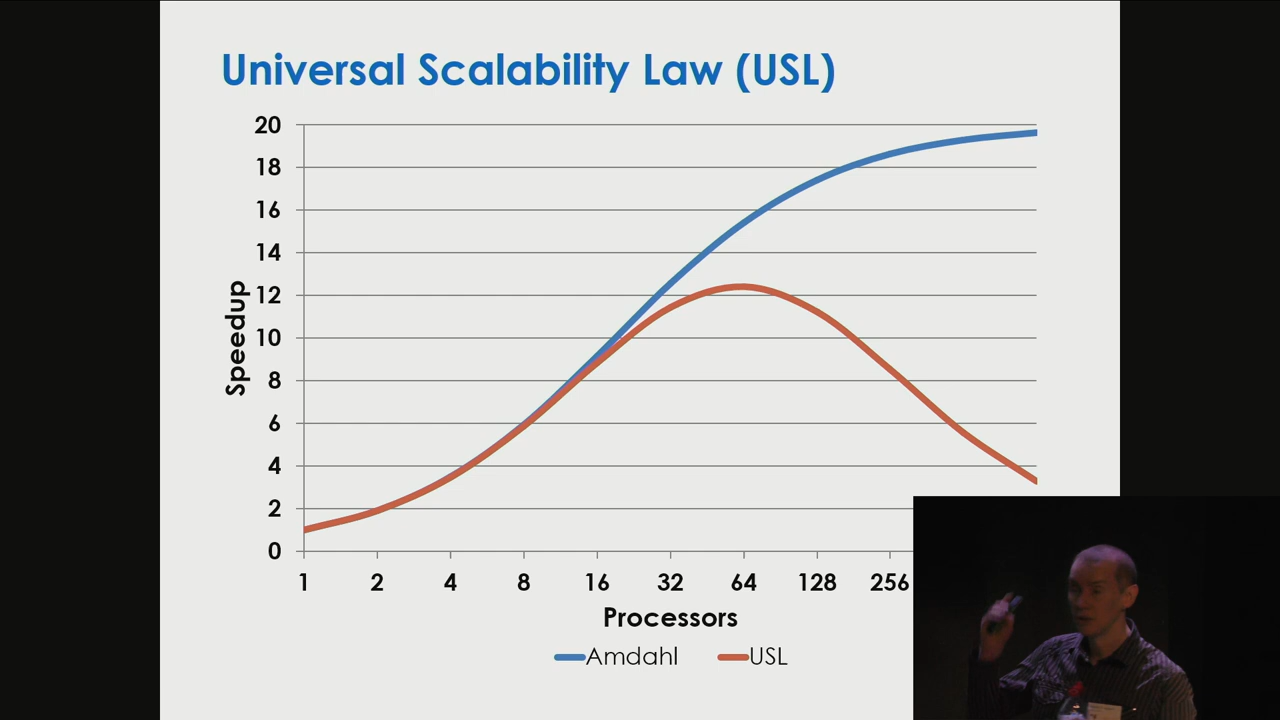 Universal Scalability Law (USL)
20
18
16
14
12
10
8
6
4
2
0
Speedup
1 2 4 8 16 32 64 128 256
Processors
Amdahl USL